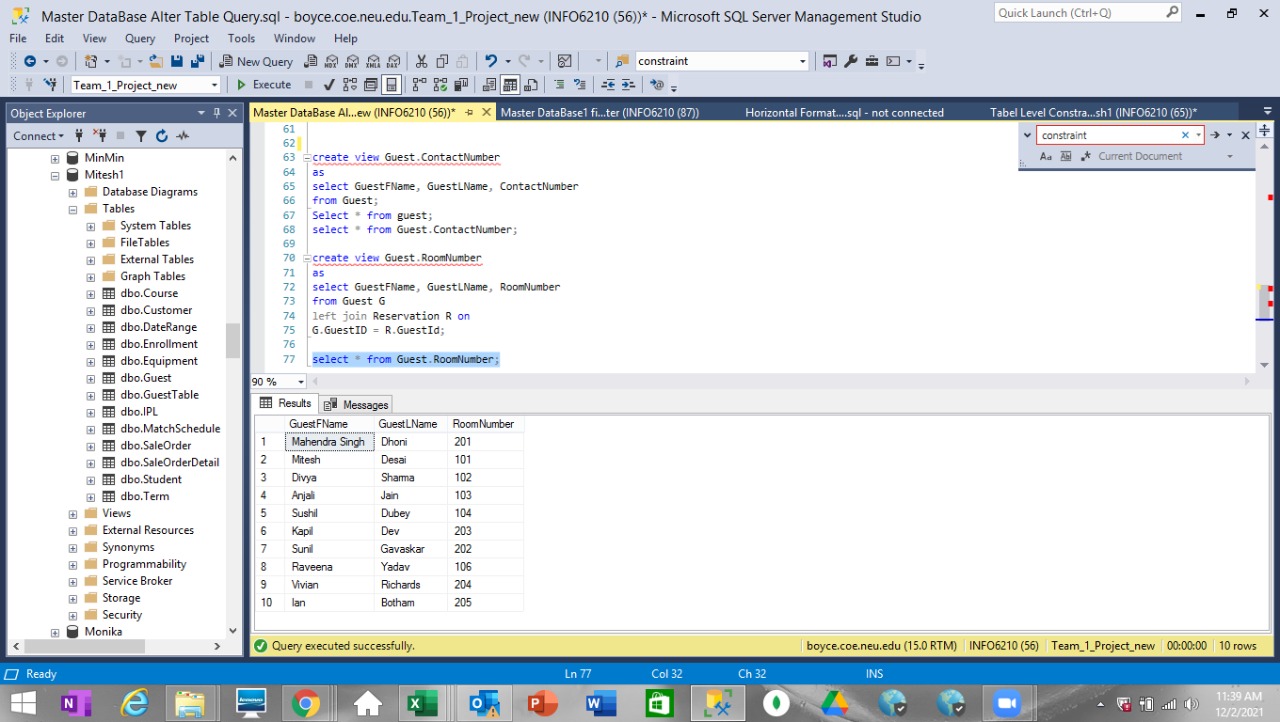 Master DataBase Alter Table Query.sql - boyce.coe.neu.edu.Team_1_Project_new (INFO6210 (56))* - Microsoft SQL Server Management Studio
Quick Launch (Ctrl+Q)
File Edit View Query Project Tools Window Help
New Query
MDX DMX XMLA DAX
constraint
Team_1_Project_new
Execute
Object Explorer
Master DataBase Al...ew (INFO6210 (56))*
Master DataBase1 fi...ter (INFO6210 (87))
Horizontal Format....sql - not connected
Tabel Level Constra...sh1 (INFO6210 (65))*
Connect
MinMin
Mitesh1
Database Diagrams
Tables
System Tables
FileTables
External Tables
Graph Tables
dbo.Course
dbo.Customer
dbo.DateRange
dbo.Enrollment
dbo.Equipment
dbo.Guest
dbo.GuestTable
dbo.IPL
dbo.MatchSchedule
dbo.SaleOrder
dbo.SaleOrderDetail
dbo.Student
dbo.Term
Views
External Resources
Synonyms
Programmability
Service Broker
Storage
Security
Monika
constraint
Aa Current Document
61
62
63 create view Guest.ContactNumber
64 as
65 select GuestFName, GuestLName, ContactNumber
66 from Guest;
67 Select * from guest;
68 select * from Guest.ContactNumber;
69
70 create view Guest.RoomNumber
71 as
72 select GuestFName, GuestLName, RoomNumber
73 from Guest G
74 left join Reservation R on
75 G.GuestID = R.GuestId;
76
77 select * from Guest.RoomNumber;
90 %
Results Messages
GuestFName GuestLName RoomNumber
1 Mahendra Singh Dhoni 201
2 Mitesh Desai 101
3 Divya Sharma 102
4 Anjali Jain 103
5 Sushil Dubey 104
6 Kapil Dev 203
7 Sunil Gavaskar 202
8 Raveena Yadav 106
9 Vivian Richards 204
10 Ian Botham 205
Query executed successfully.
boyce.coe.neu.edu (15.0 RTM) INFO6210 (56) Team_1_Project_new 00:00:00 10 rows
Ready Ln 77 Col 32 Ch 32 INS
11:39 AM
12/2/2021